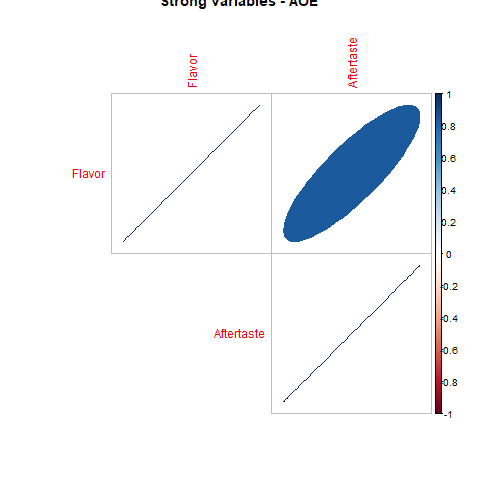 Strong Variables - AOE
Flavor
Aftertaste
Flavor
Aftertaste
1
0.8
0.6
0.4
0.2
0
-0.2
-0.4
-0.6
-0.8
-1